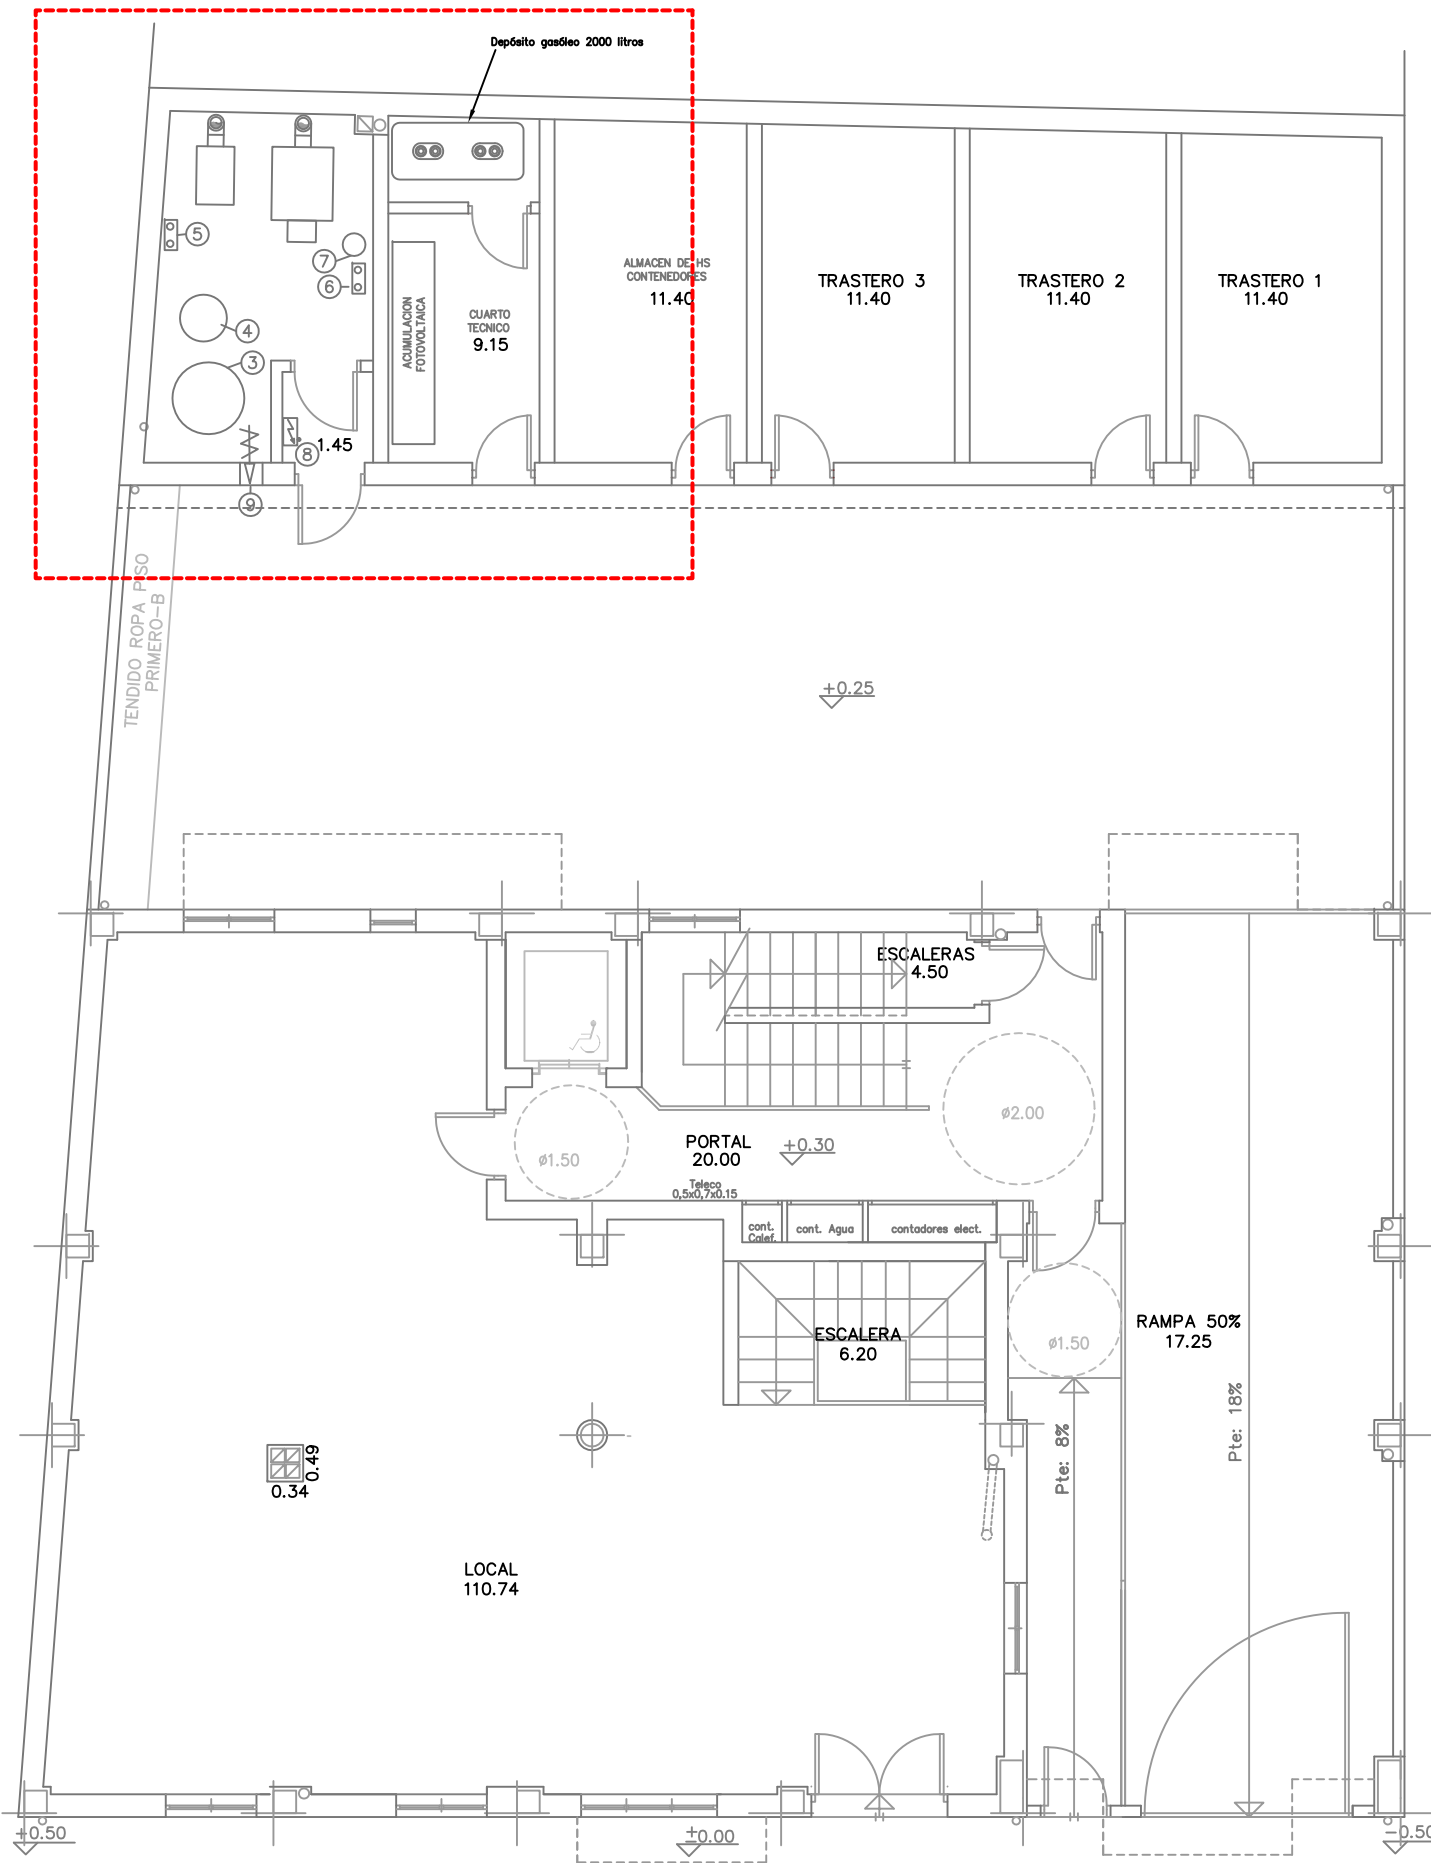 Depósito gasóleo 2000 litros
5
7
6
4
3
8
1.45
9
ACUMULACION
FOTOVOLTAICA
CUARTO
TECNICO
9.15
ALMACEN DE HS
CONTENEDORES
11.40
TRASTERO 3
11.40
TRASTERO 2
11.40
TRASTERO 1
11.40
TENDIDO ROPA PISO
PRIMERO-B
+0.25
ESCALERAS
4.50
ø2.00
ø1.50
PORTAL
20.00
+0.30
Teleco
0,5x0,7x0.15
cont.
Calef.
cont. Agua
contadores elect.
ESCALERA
6.20
ø1.50
RAMPA 50%
17.25
Pte: 8%
Pte: 18%
0.49
0.34
LOCAL
110.74
+0.50
±0.00
-0.50